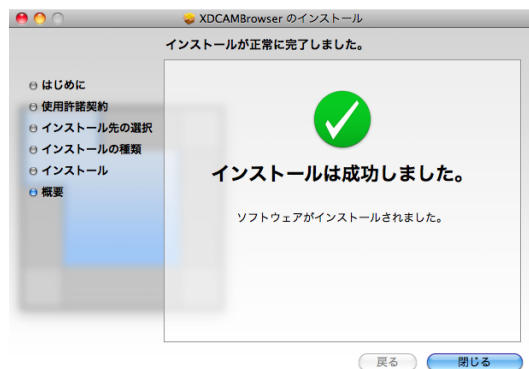 XDCAMBrowser のインストール
インストールが正常に完了しました。
はじめに
使用許諾契約
インストール先の選択
インストールの種類
インストール
概要
インストールは成功しました。
ソフトウェアがインストールされました。
戻る
閉じる